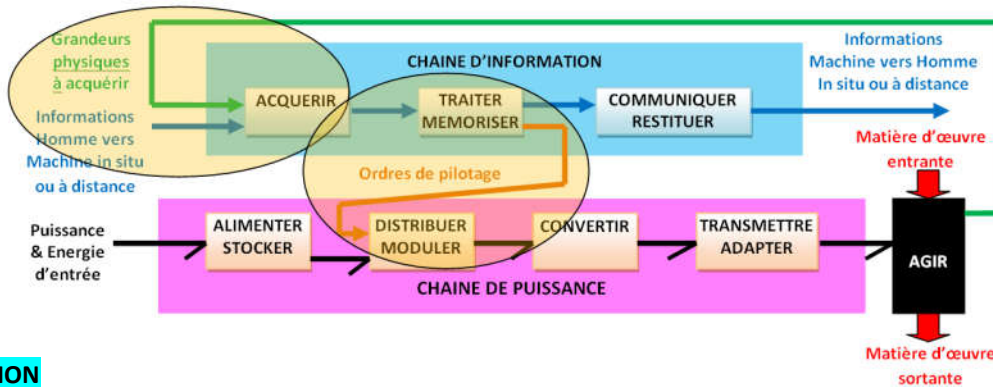 Grandeurs
physiques
à acquérir
Informations
Homme vers
Machine in situ
ou à distance
CHAINE D'INFORMATION
ACQUERIR
TRAITER
MEMORISER
COMMUNIQUER
RESTITUER
Informations
Machine vers Homme
In situ ou à distance
Ordres de pilotage
Matière d'œuvre
entrante
Puissance
& Energie
d'entrée
ALIMENTER
STOCKER
DISTRIBUER
MODULER
CONVERTIR
TRANSMETTRE
ADAPTER
AGIR
CHAINE DE PUISSANCE
Matière d'œuvre
sortante
ION